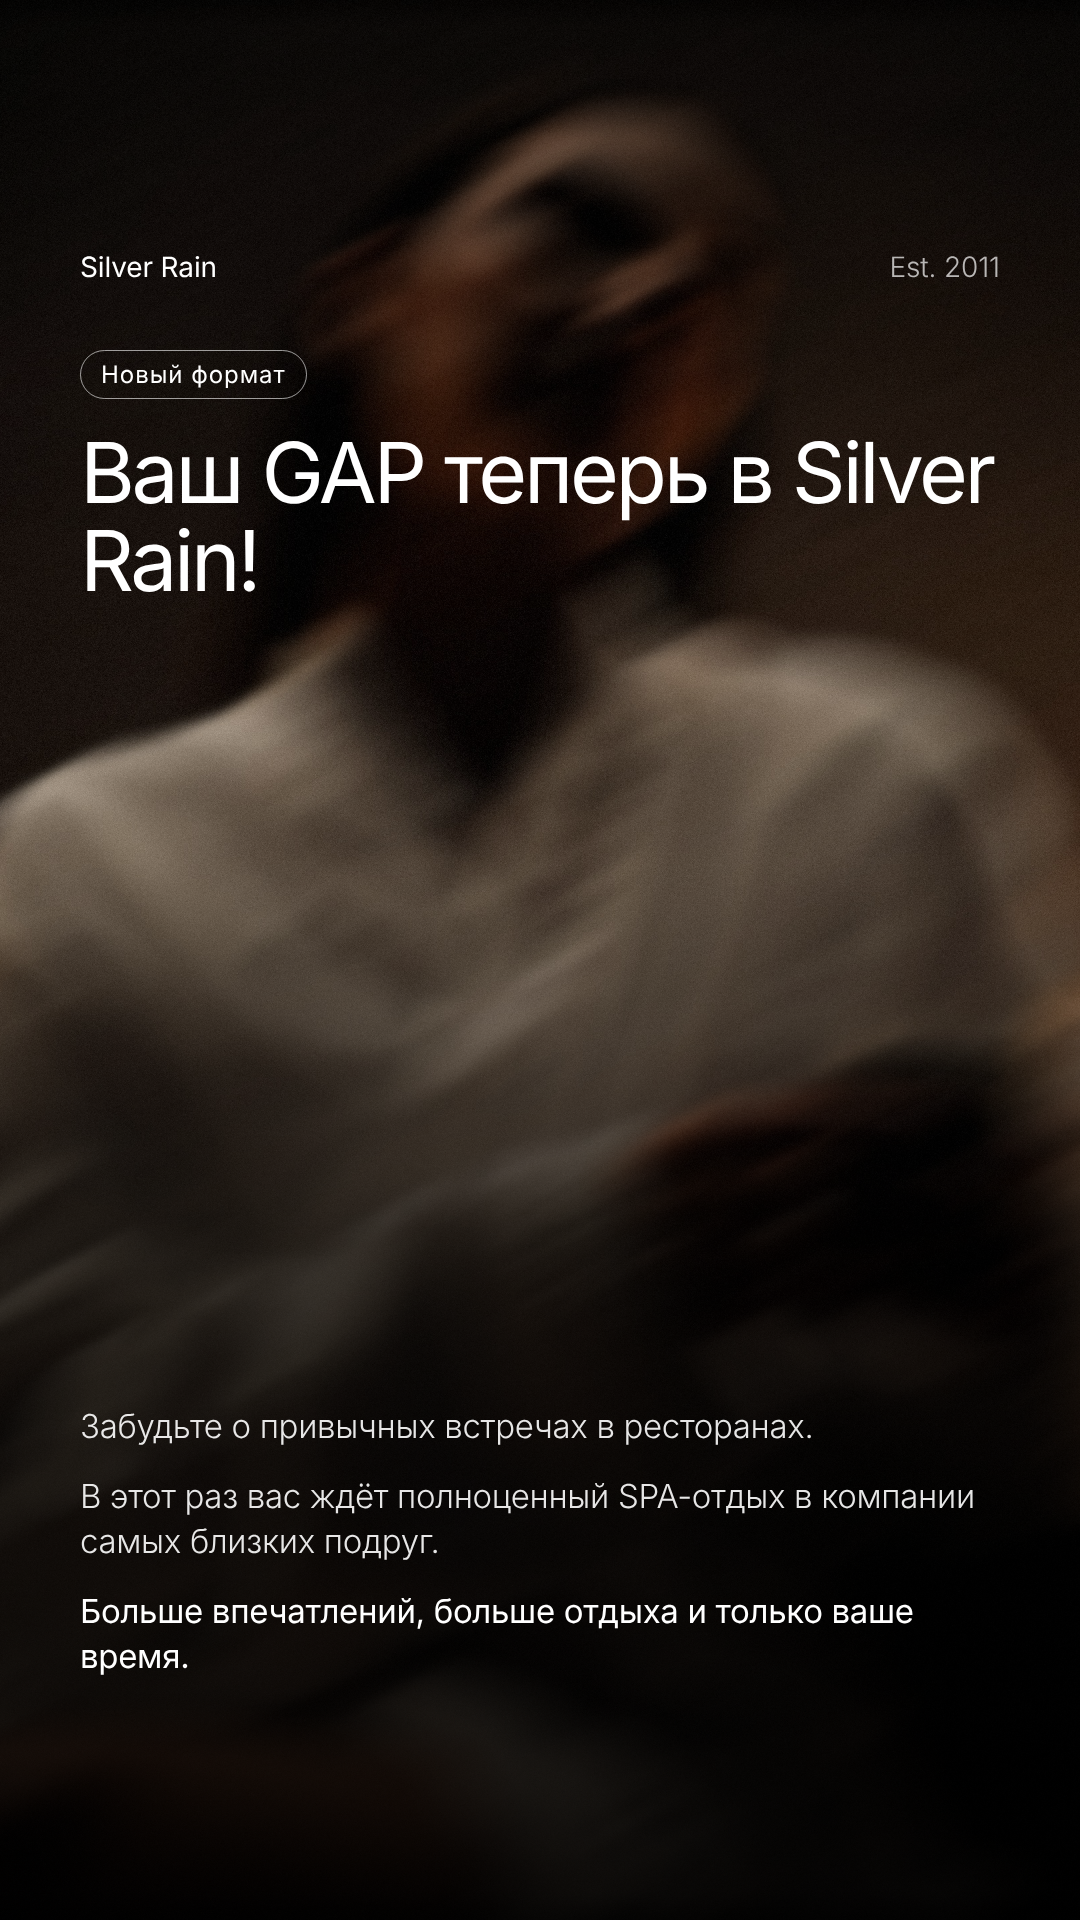 Silver Rain
Est. 2011
Новый формат
Ваш GAP теперь в Silver
Rain!
Забудьте о привычных встречах в ресторанах.
В этот раз вас ждёт полноценный SPA-отдых в компании
самых близких подруг.
Больше впечатлений, больше отдыха и только ваше
время.